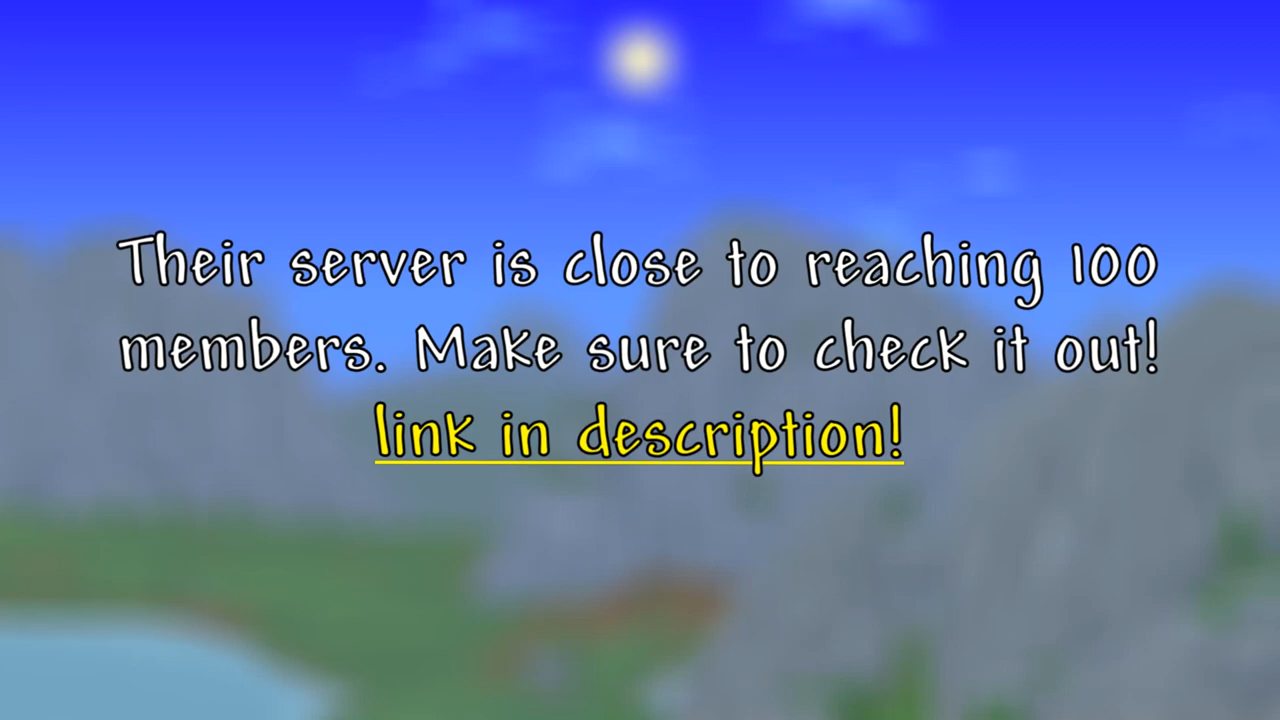 Their server is close to reaching 100
members. Make sure to check it out!
link in description!